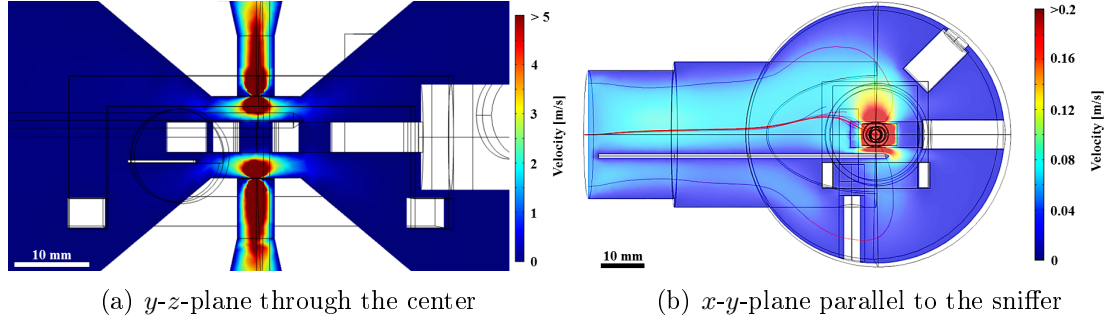 > 5
5
4
3
2
1
0
Velocity [m/s]
10 mm
>0.2
0.16
0.12
0.08
0.04
0
Velocity [m/s]
10 mm
(a) y-z-plane through the center
(b) x-y-plane parallel to the sniffer